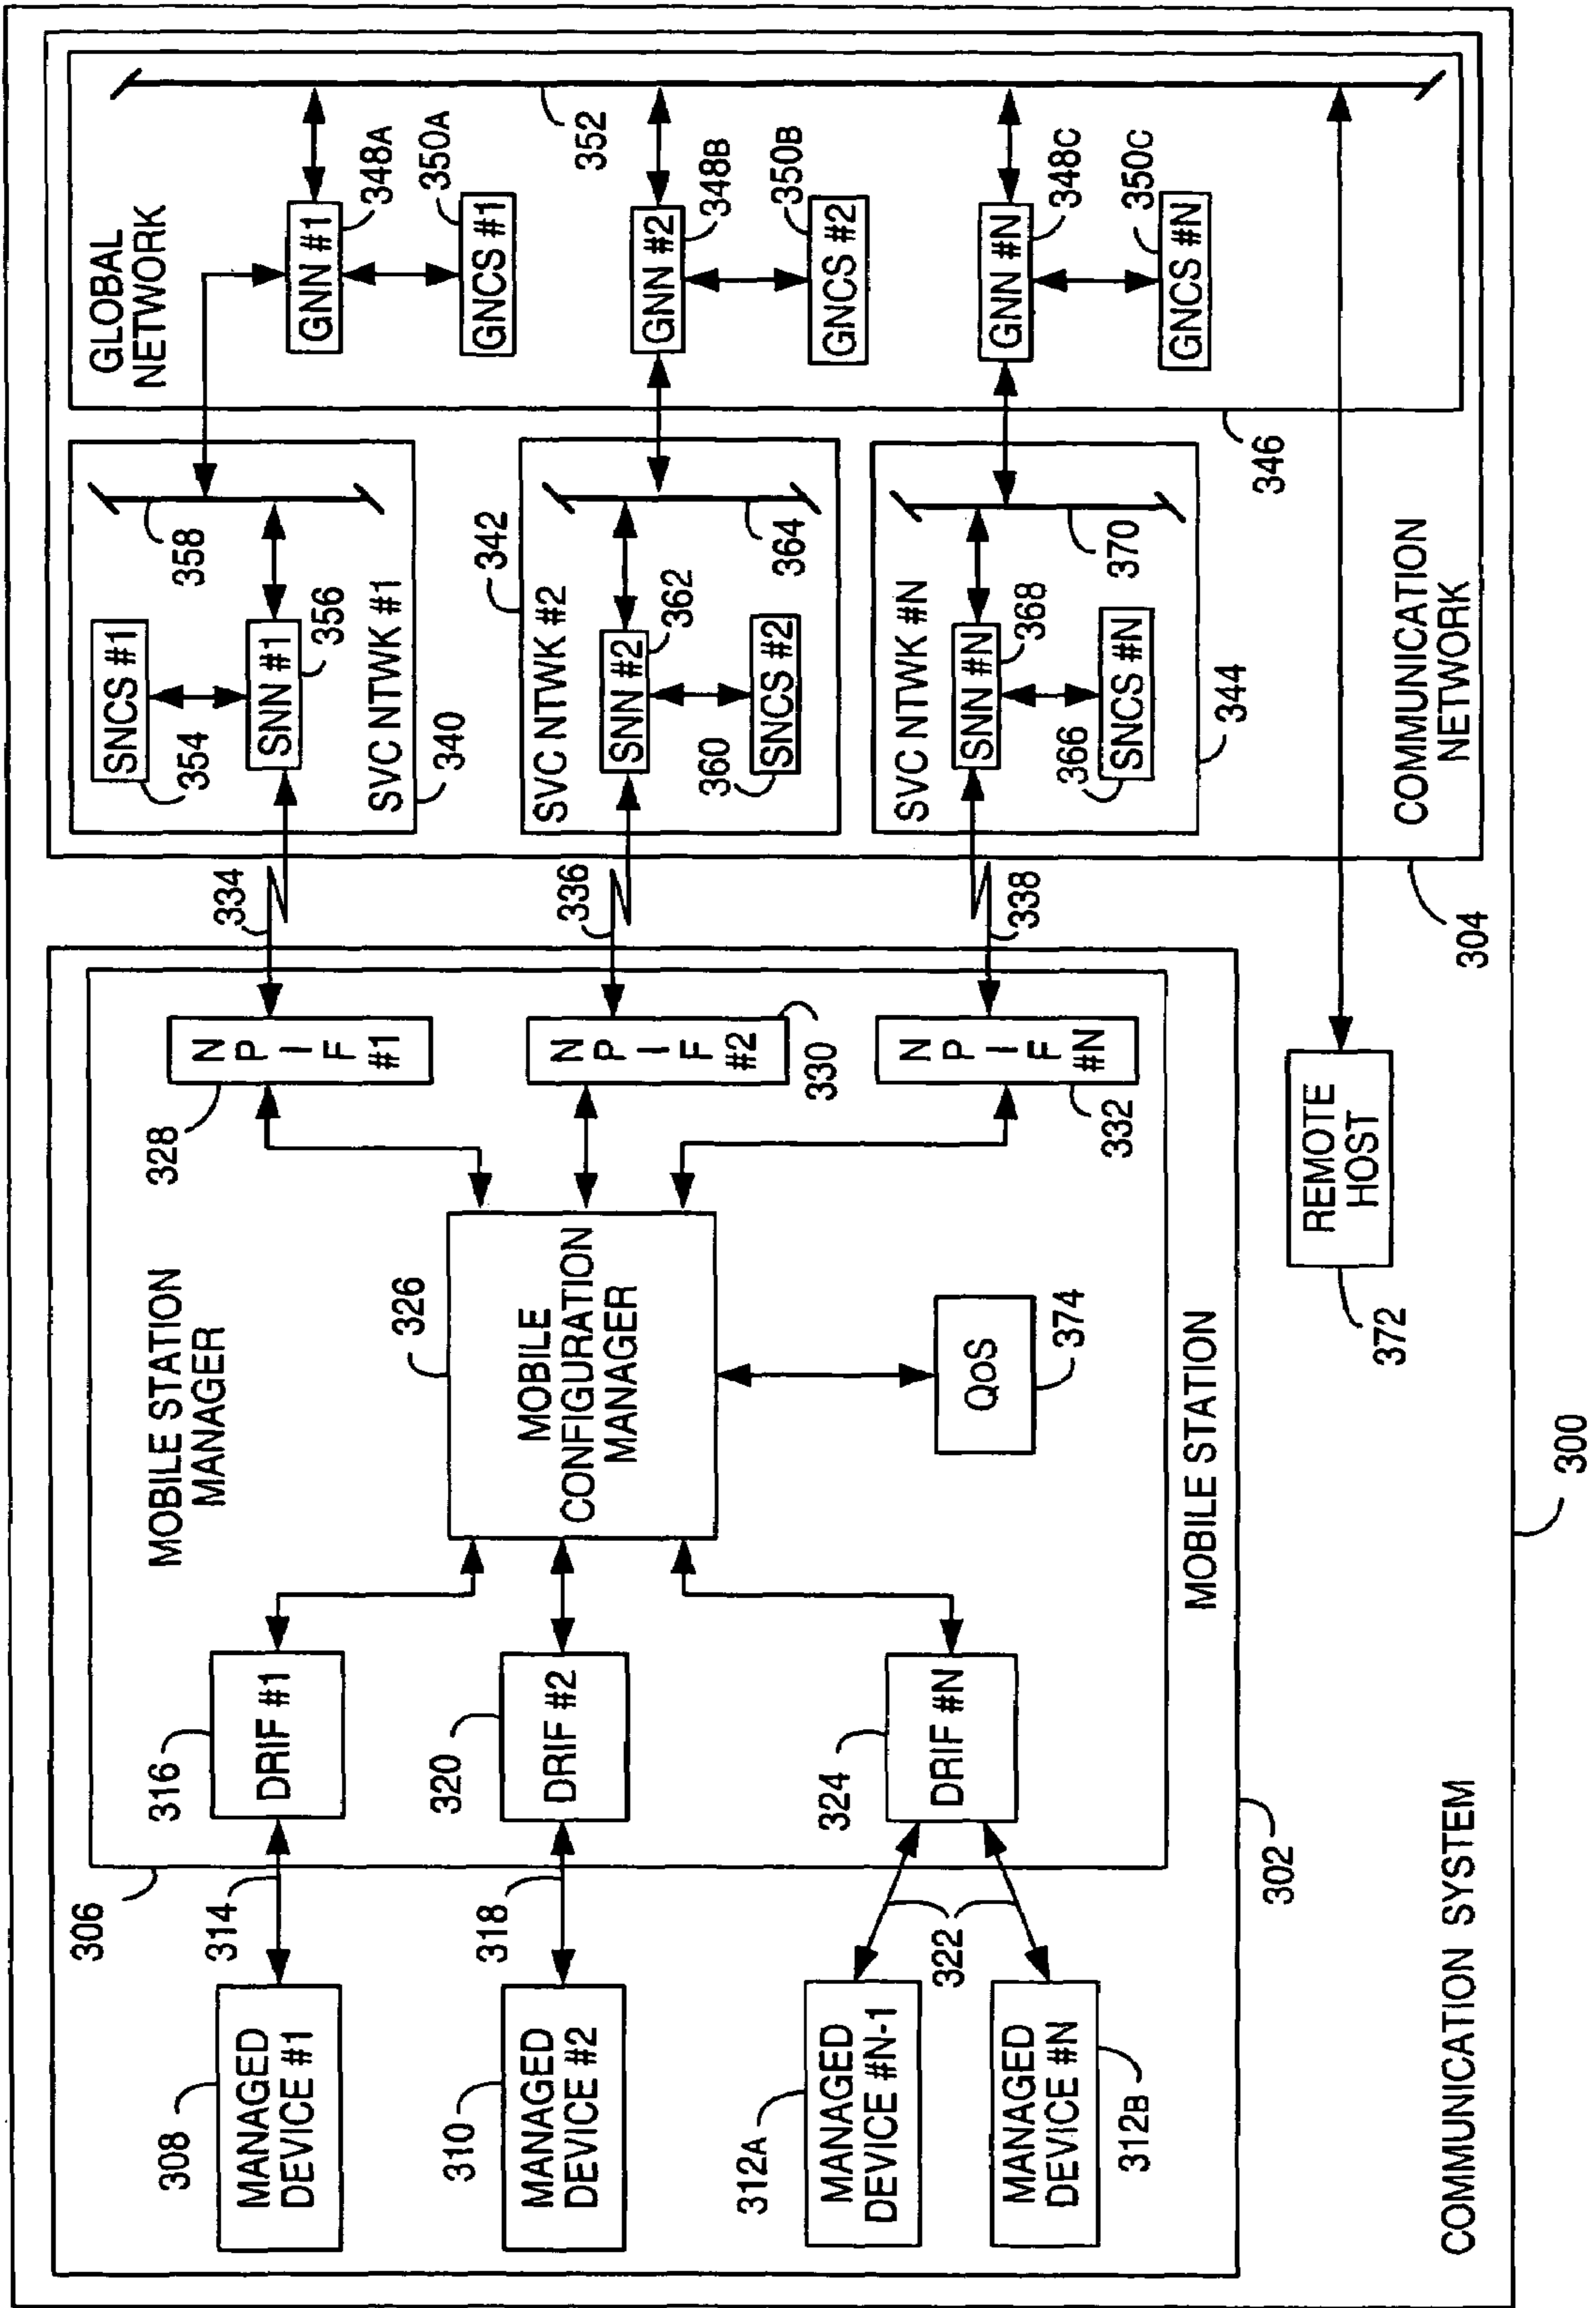 306
314
316
MANAGED
DEVICE #1
308
DRIF #1
MOBILE STATION
MANAGER
328
N
P
I
F
#1
334
SNCS #1
354
SNN #1
356
358
SVC NTWK #1
340
GLOBAL
NETWORK
GNN #1
348A
GNCS #1
350A
352
MANAGED
DEVICE #2
310
318
320
DRIF #2
326
MOBILE
CONFIGURATION
MANAGER
N
P
I
F
#2
330
336
342
SVC NTWK #2
SNN #2
362
360
SNCS #2
364
GNN #2
348B
GNCS #2
350B
312A
MANAGED
DEVICE #N-1
322
MANAGED
DEVICE #N
312B
324
DRIF #N
QoS
374
N
P
I
F
#N
332
338
SVC NTWK #N
SNN #N
368
366
SNCS #N
370
344
GNN #N
348C
GNCS #N
350C
346
MOBILE STATION
302
REMOTE
HOST
372
304
COMMUNICATION
NETWORK
COMMUNICATION SYSTEM
300